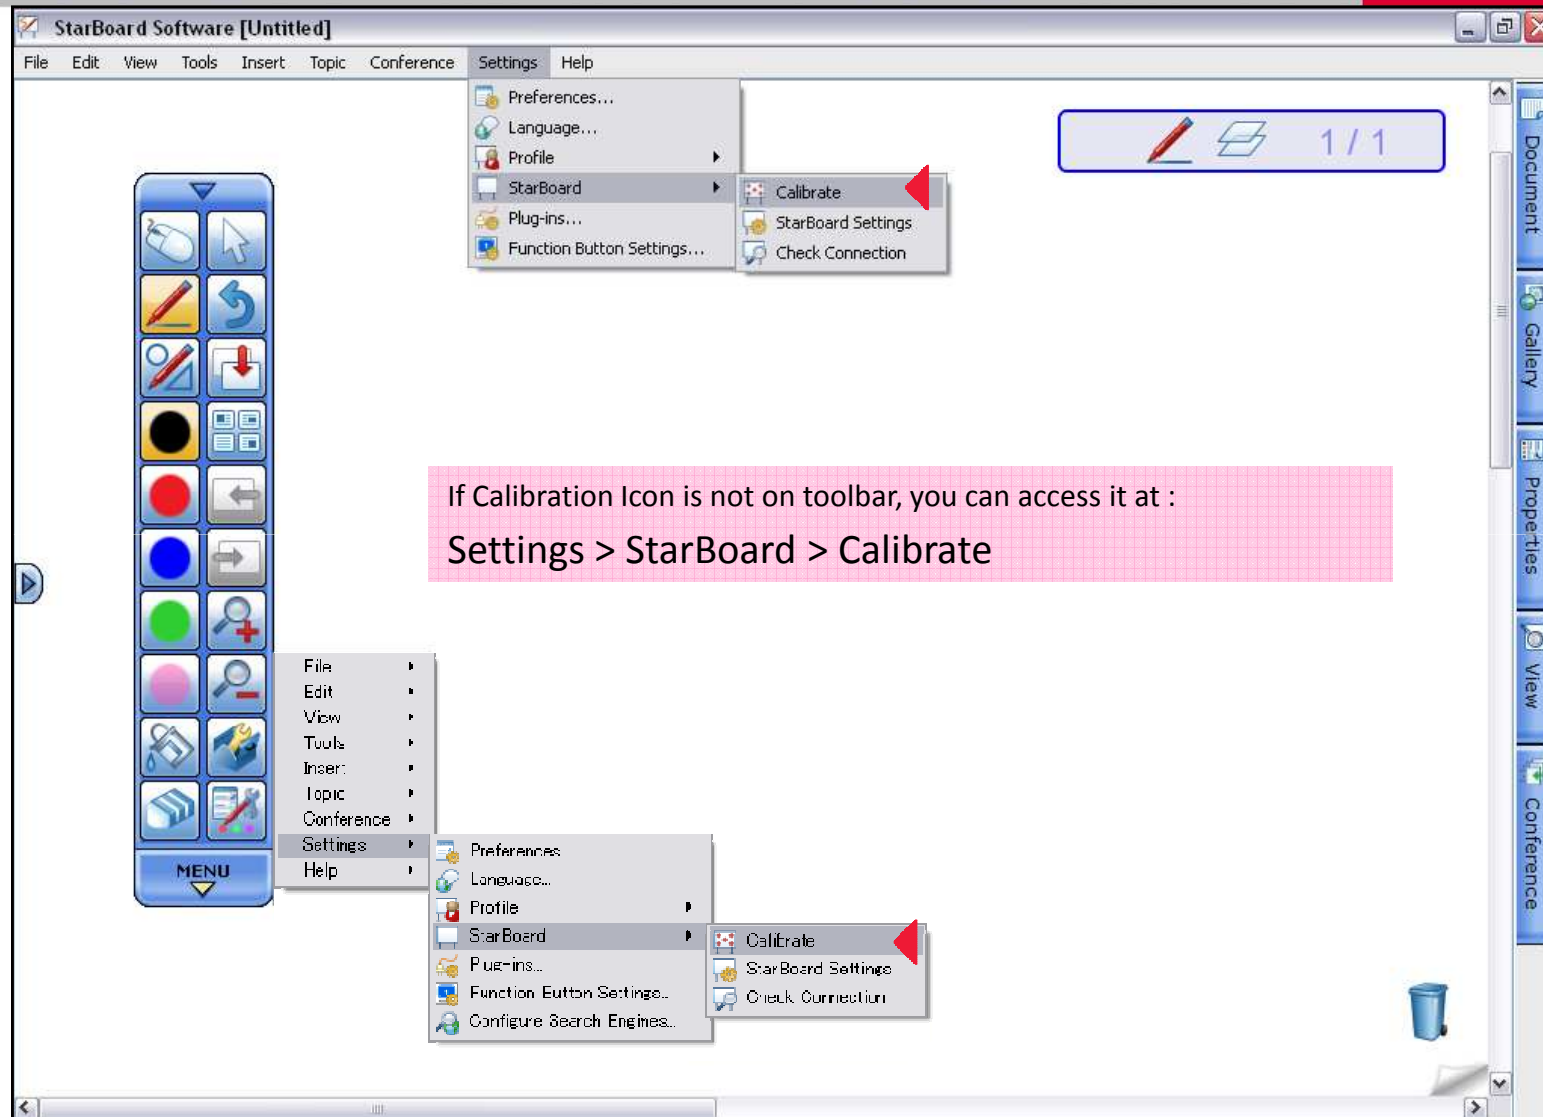 StarBoard Software [Untitled]
File Edit View Tools Insert Topic Conference Settings Help
Preferences...
Language...
Profile
StarBoard
Plug-ins...
Function Button Settings...
Calibrate
StarBoard Settings
Check Connection
1 / 1
Document
Gallery
Properties
View
Conference
If Calibration Icon is not on toolbar, you can access it at :
Settings > StarBoard > Calibrate
MENU
File
Edit
View
Tools
Insert
Topic
Conference
Settings
Help
Preferences
Language...
Profile
StarBoard
Plug-ins...
Function Button Settings...
Configure Search Engines...
Calibrate
StarBoard Settings
Check Connection